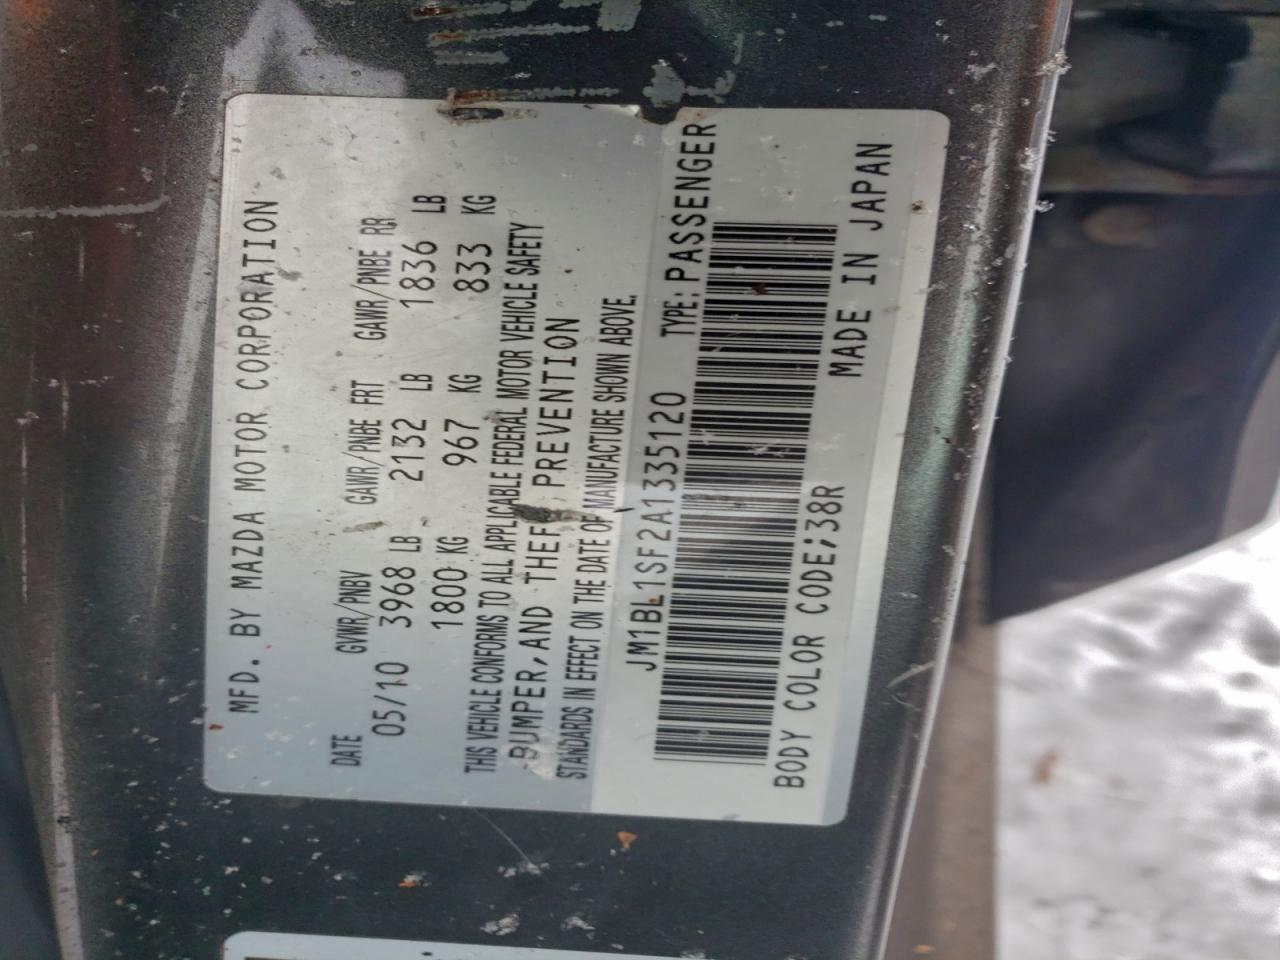 MFD. BY MAZDA MOTOR CORPORATION
DATE GVWR/PNBV GAWR/PNBE FRT GAWR/PNBE RR
05/10 3968 LB 2132 LB 1836 LB
1800 KG 967 KG 833 KG
THIS VEHICLE CONFORMS TO ALL APPLICABLE FEDERAL MOTOR VEHICLE SAFETY
BUMPER, AND THEFT PREVENTION
STANDARDS IN EFFECT ON THE DATE OF MANUFACTURE SHOWN ABOVE.
JM1BL1SF2A1335120 TYPE: PASSENGER
BODY COLOR CODE;38R MADE IN JAPAN